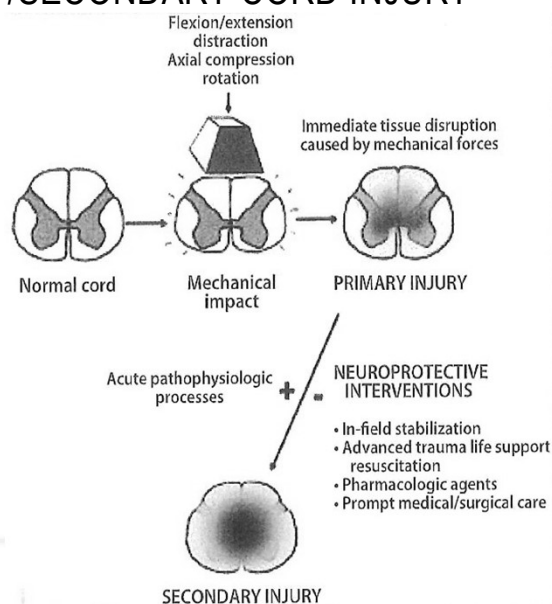 /SECONDARY CORD INJURY
Flexion/extension
distraction
Axial compression
rotation
Immediate tissue disruption
caused by mechanical forces
Normal cord
Mechanical
impact
PRIMARY INJURY
Acute pathophysiologic
processes
+
-
NEUROPROTECTIVE
INTERVENTIONS
• In-field stabilization
• Advanced trauma life support
resuscitation
• Pharmacologic agents
• Prompt medical/surgical care
SECONDARY INJURY